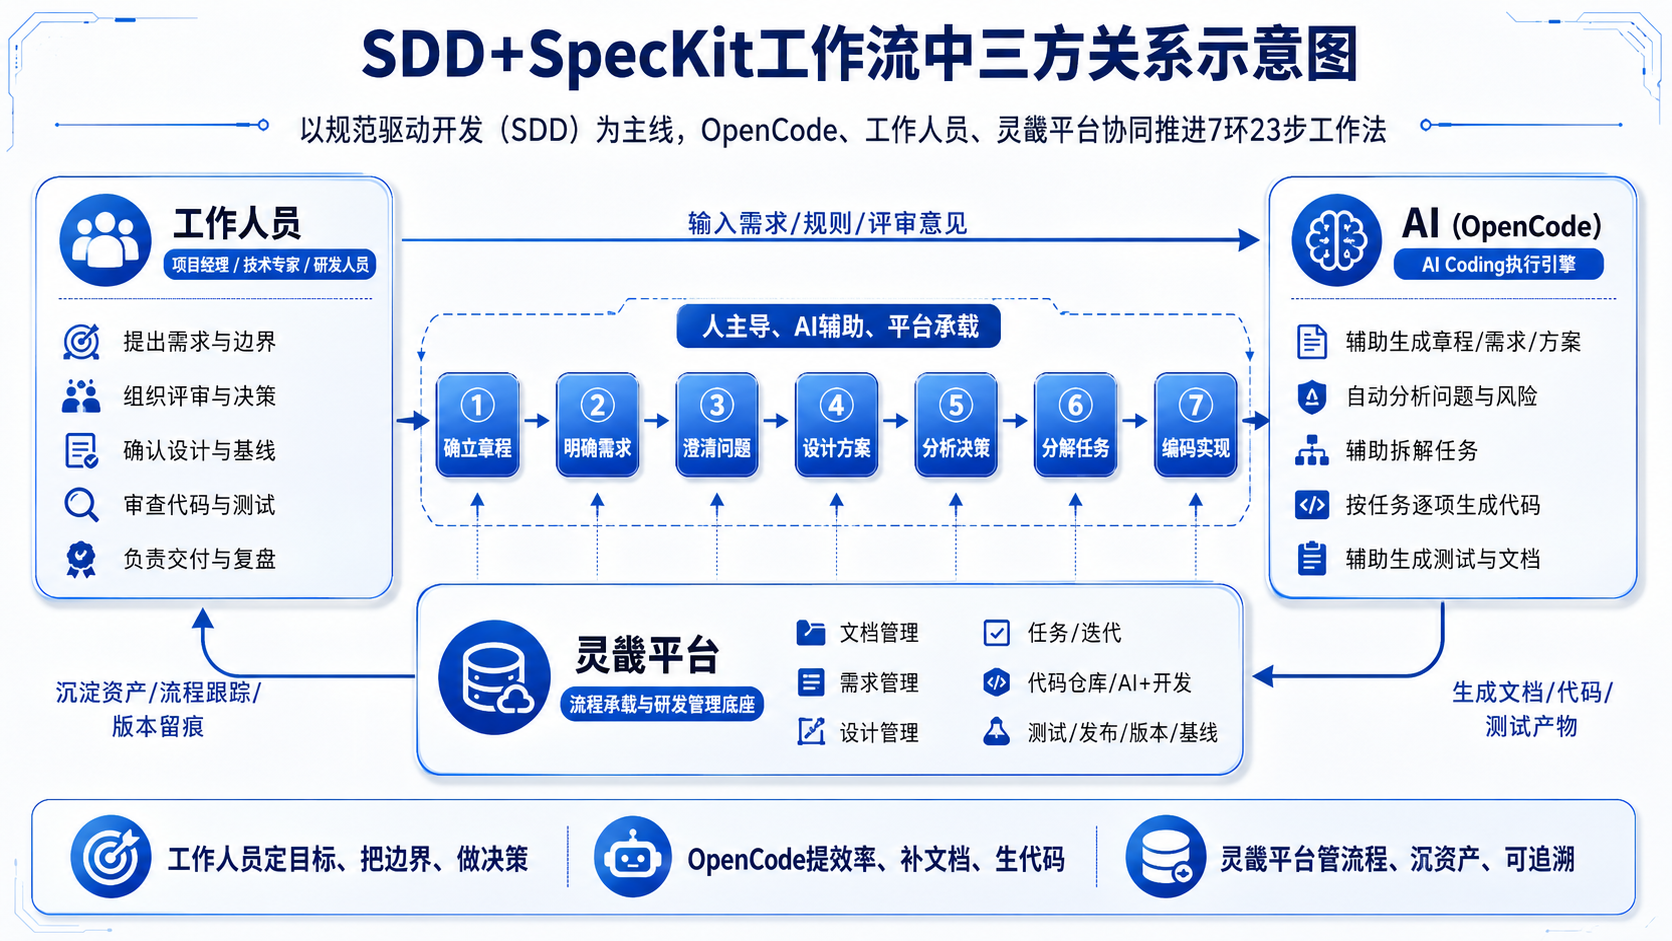 SDD+SpecKit工作流中三方关系示意图
以规范驱动开发（SDD）为主线，OpenCode、工作人员、灵畿平台协同推进7环23步工作法
工作人员
项目经理 / 技术专家 / 研发人员
提出需求与边界
组织评审与决策
确认设计与基线
审查代码与测试
负责交付与复盘
输入需求/规则/评审意见
人主导、AI辅助、平台承载
① 确立章程
② 明确需求
③ 澄清问题
④ 设计方案
⑤ 分析决策
⑥ 分解任务
⑦ 编码实现
AI (OpenCode)
AI Coding执行引擎
辅助生成章程/需求/方案
自动分析问题与风险
辅助拆解任务
按任务逐项生成代码
辅助生成测试与文档
沉淀资产/流程跟踪/
版本留痕
灵畿平台
流程承载与研发管理底座
文档管理
需求管理
设计管理
任务/迭代
代码仓库/AI+开发
测试/发布/版本/基线
生成文档/代码/
测试产物
工作人员定目标、把边界、做决策
OpenCode提效率、补文档、生代码
灵畿平台管流程、沉资产、可追溯